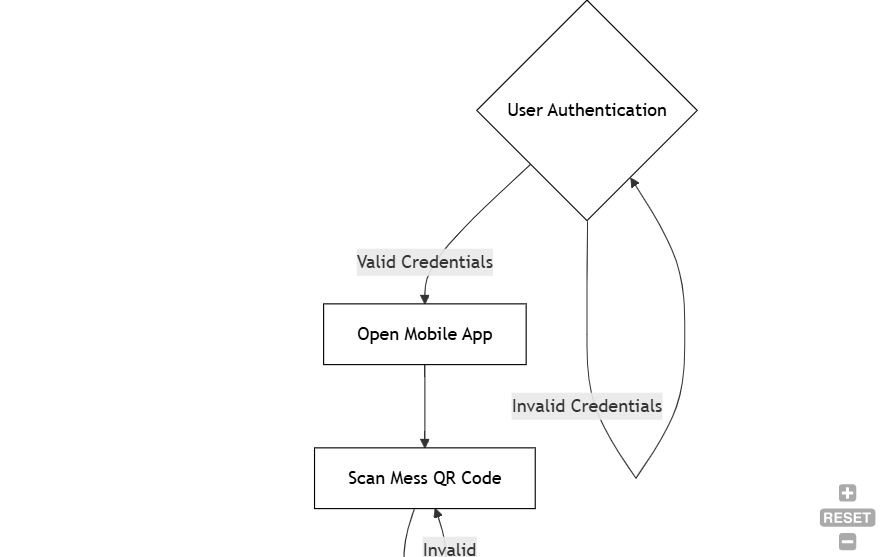 User Authentication
Valid Credentials
Open Mobile App
Invalid Credentials
Scan Mess QR Code
Invalid
+
RESET
−